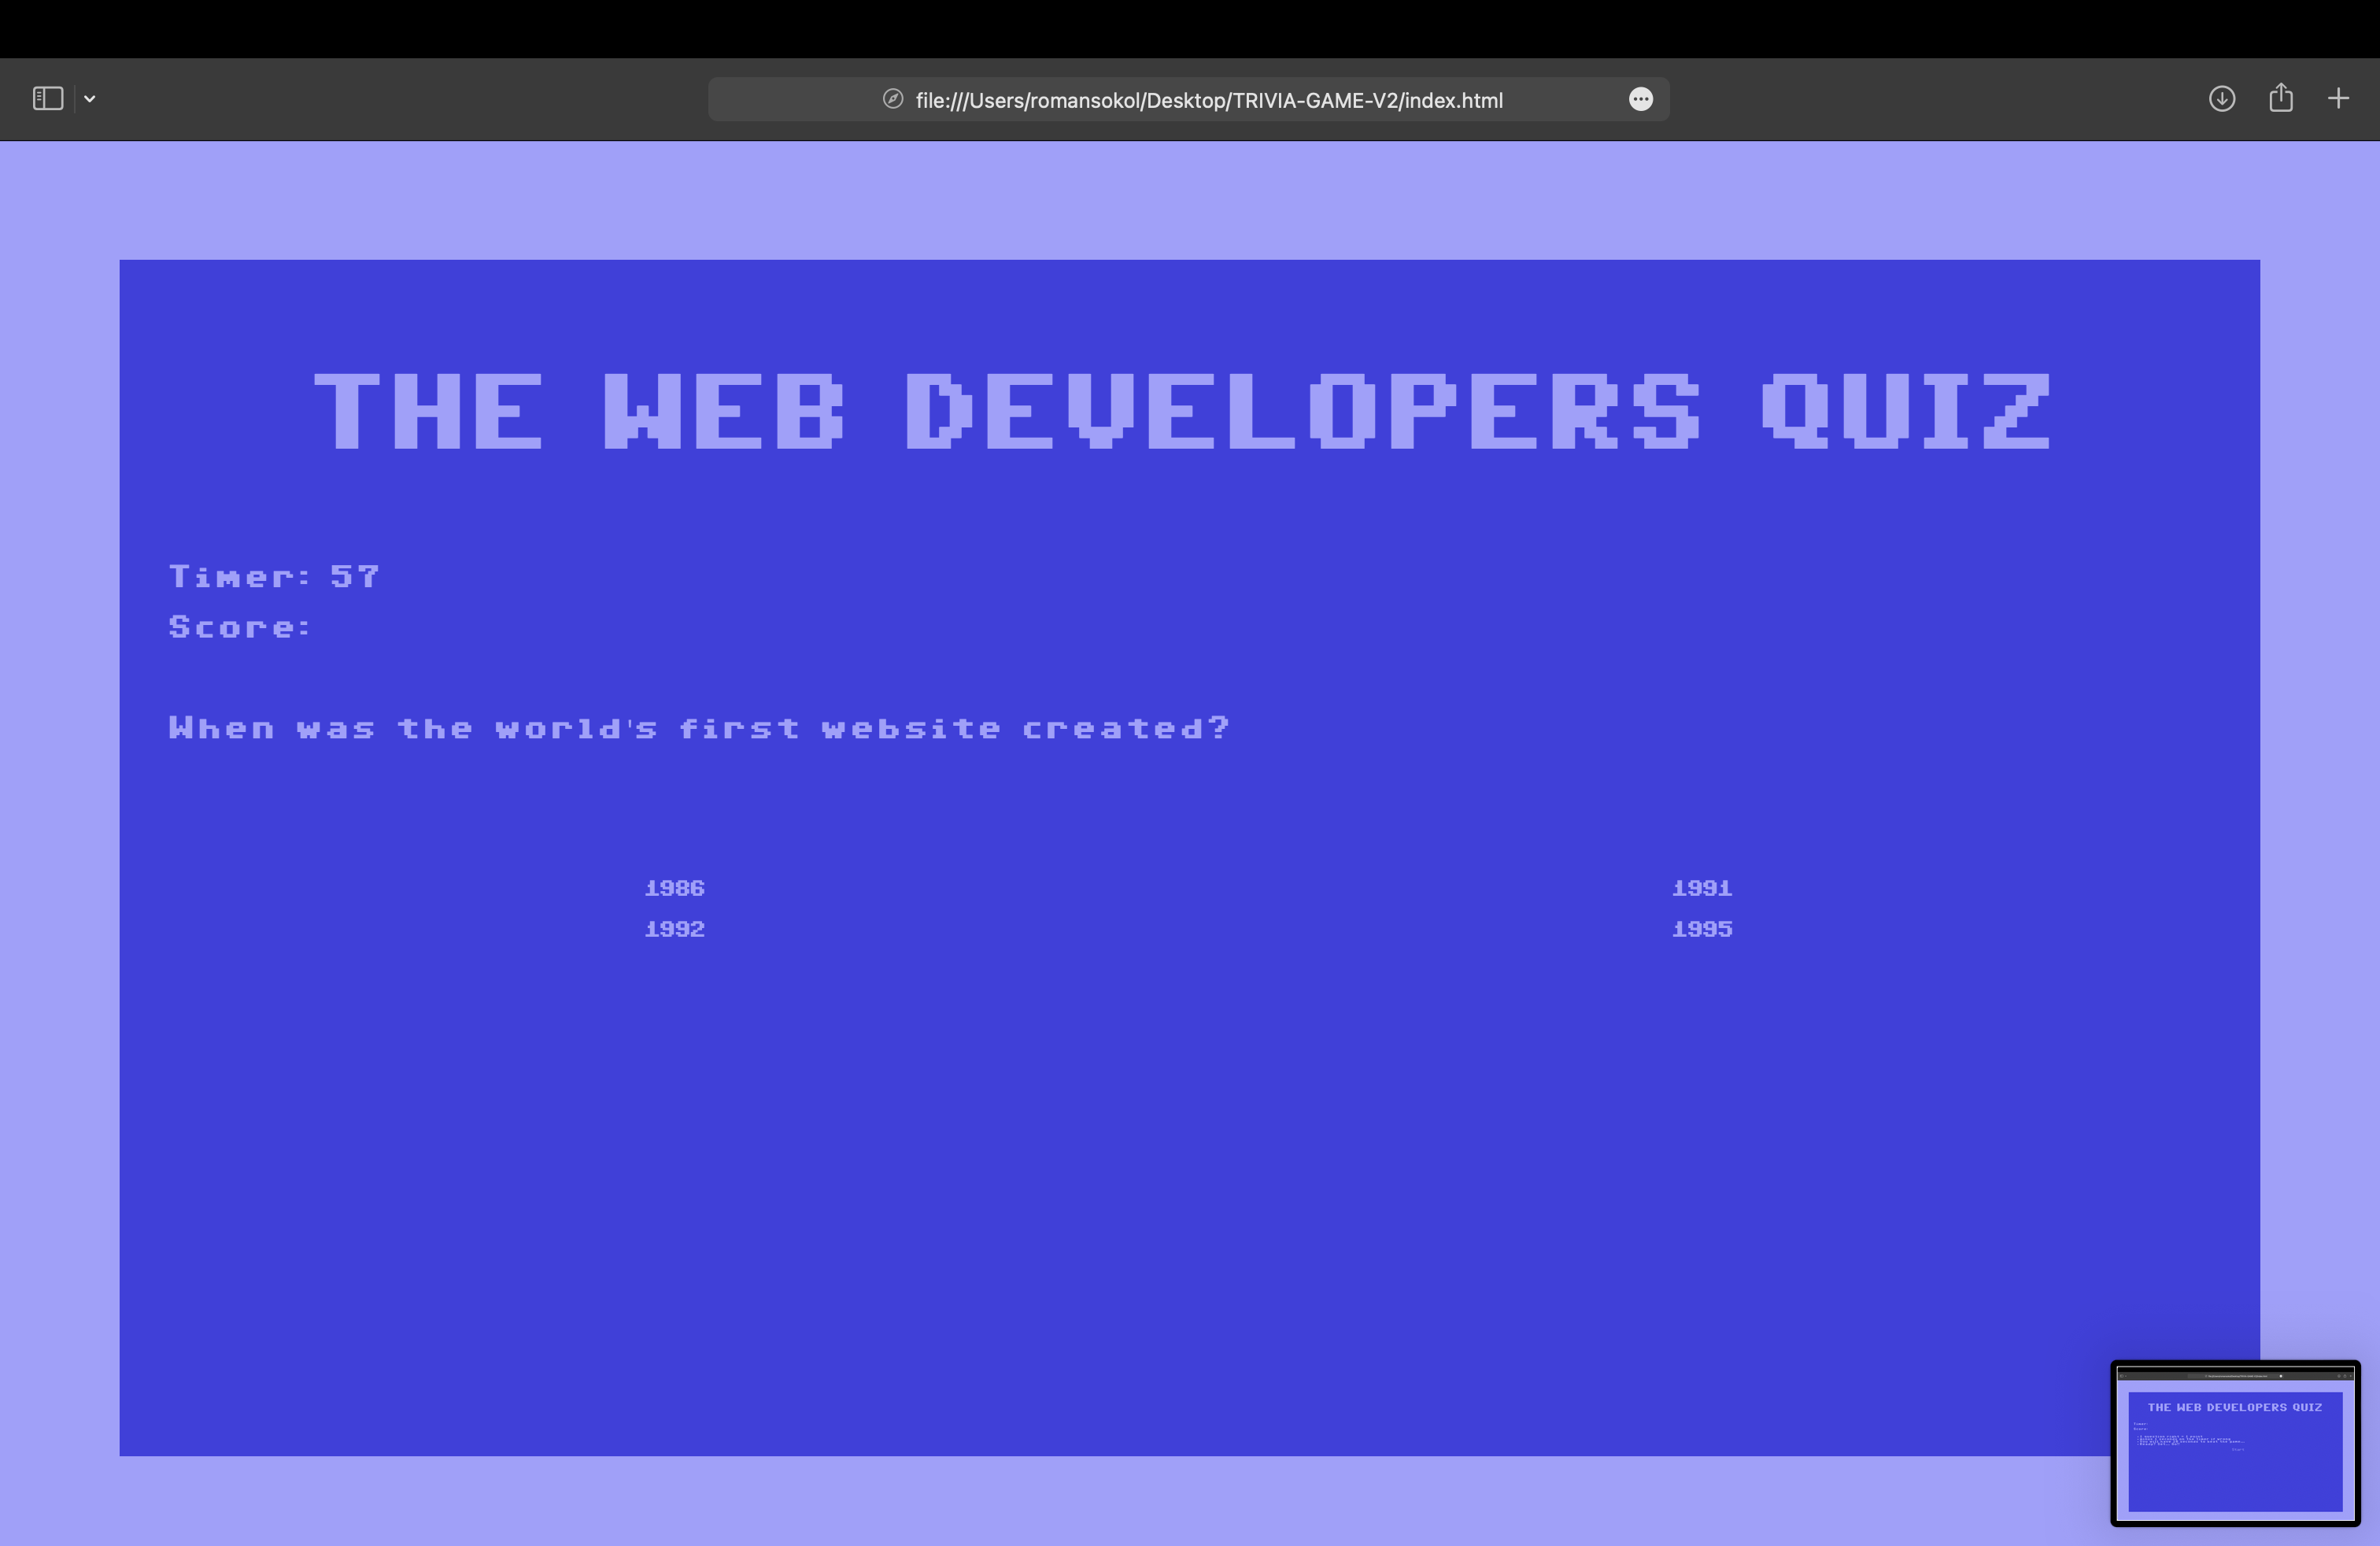 file:///Users/romansokol/Desktop/TRIVIA-GAME-V2/index.html
THE WEB DEVELOPERS QUIZ
Timer: 57
Score:
When was the world's first website created?
1986 1991
1992 1995
THE WEB DEVELOPERS QUIZ